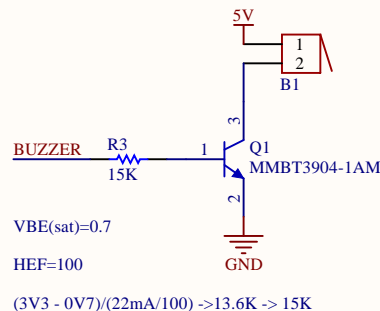 5V
1
2
B1
3
BUZZER
R3
15K
1
Q1
MMBT3904-1AM
2
VBE(sat)=0.7
GND
HEF=100
(3V3 - 0V7)/(22mA/100) ->13.6K -> 15K